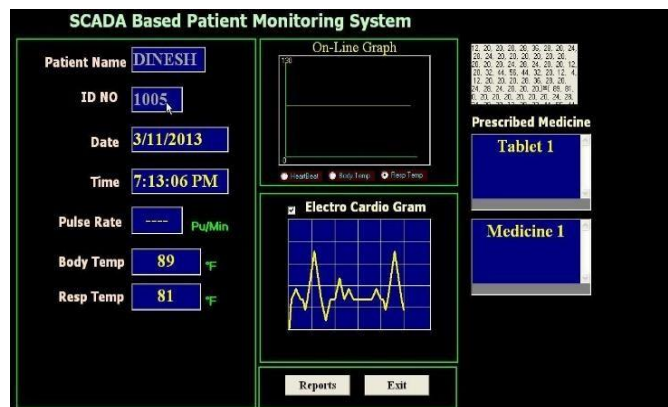 SCADA Based Patient Monitoring System
Patient Name DINESH
ID NO 1005
Date 3/11/2013
Time 7:13:06 PM
Pulse Rate ---- Pu/Min
Body Temp 89 °F
Resp Temp 81 °F
On-Line Graph
130
0
HeartBeat Body Temp Resp Temp
Electro Cardio Gram
Reports Exit
Prescribed Medicine
Tablet 1
Medicine 1